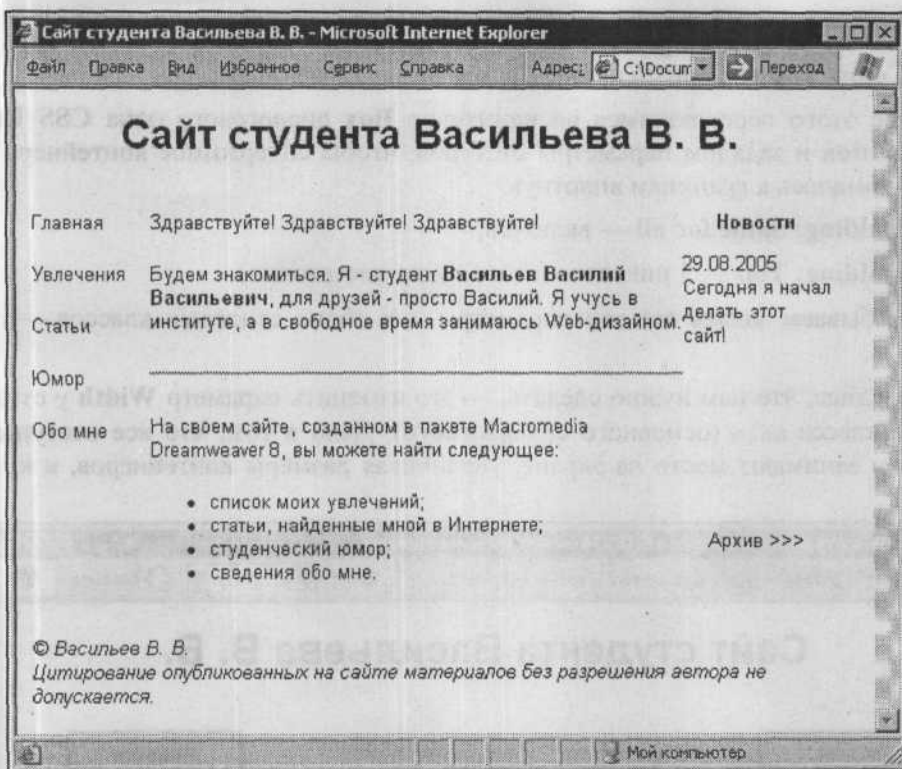 Сайт студента Васильева В. В. - Microsoft Internet Explorer
Файл Правка Вид Избранное Сервис Справка Адрес: C:\Docum Переход
Сайт студента Васильева В. В.
Главная
Увлечения
Статьи
Юмор
Обо мне
Здравствуйте! Здравствуйте! Здравствуйте!
Будем знакомиться. Я - студент Васильев Василий
Васильевич, для друзей - просто Василий. Я учусь в
институте, а в свободное время занимаюсь Web-дизайном.
На своем сайте, созданном в пакете Macromedia
Dreamweaver 8, вы можете найти следующее:
• список моих увлечений;
• статьи, найденные мной в Интернете;
• студенческий юмор;
• сведения обо мне.
Новости
29.08.2005
Сегодня я начал
делать этот
сайт!
Архив >>>
© Васильев В. В.
Цитирование опубликованных на сайте материалов без разрешения автора не
допускается.
Мой компьютер